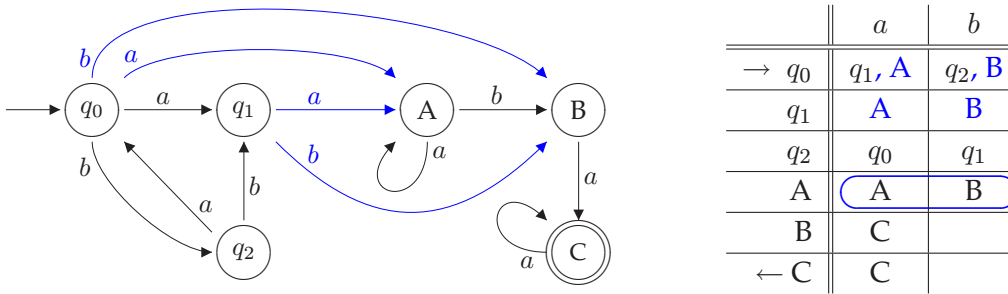 b a
q₀ a q₁ a A b B
b b a a
a b
q₂ a C
a b
→ q₀ q₁, A q₂, B
q₁ A B
q₂ q₀ q₁
A A B
B C
← C C